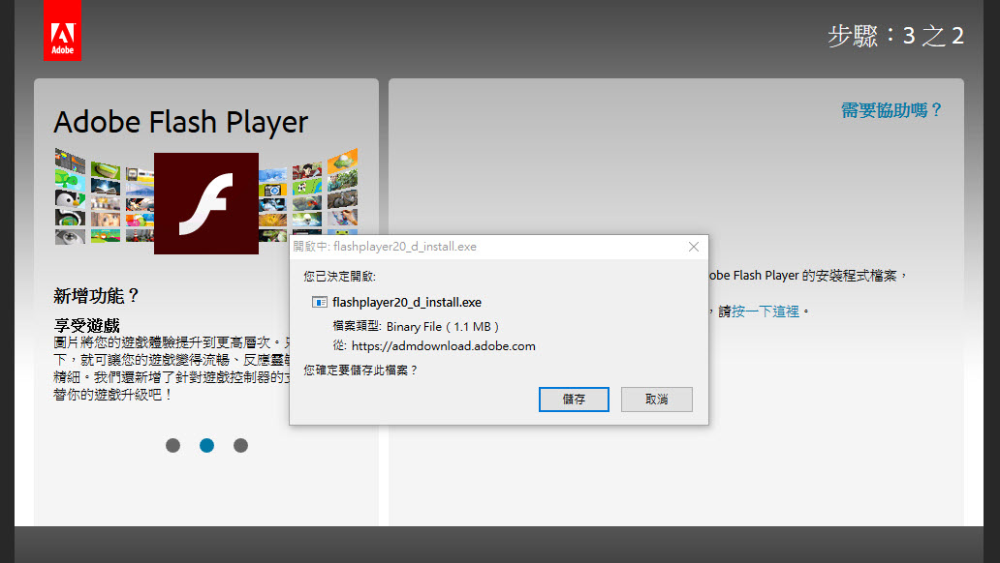 Adobe
步驟：3 之 2
Adobe Flash Player
需要協助嗎？
新增功能？
享受遊戲
圖片將您的遊戲體驗提升到更高層次。
下，就可讓您的遊戲變得流暢、反應靈敏
精細。我們還新增了針對遊戲控制器的
替你的遊戲升級吧！
obe Flash Player 的安裝程式檔案，
，請按一下這裡。
開啟中: flashplayer20_d_install.exe
您已決定開啟:
flashplayer20_d_install.exe
檔案類型: Binary File ( 1.1 MB )
從: https://admdownload.adobe.com
您確定要儲存此檔案？
儲存
取消